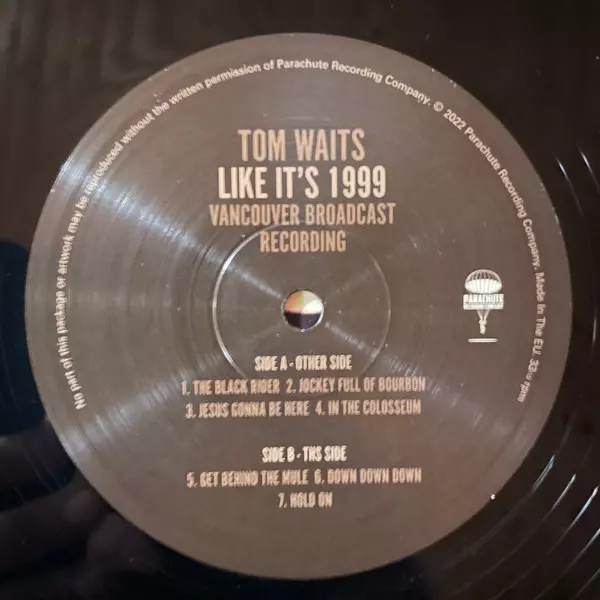 No part of this package or artwork may be reproduced without the written permission of Parachute Recording Company. © 2022 Parachute Recording Company. Made In The EU. 33 1/3 rpm
TOM WAITS
LIKE IT'S 1999
VANCOUVER BROADCAST
RECORDING
PARACHUTE
SIDE A - OTHER SIDE
1. THE BLACK RIDER 2. JOCKEY FULL OF BOURBON
3. JESUS GONNA BE HERE 4. IN THE COLOSSEUM
SIDE B - THS SIDE
5. GET BEHIND THE MULE 6. DOWN DOWN DOWN
7. HOLD ON